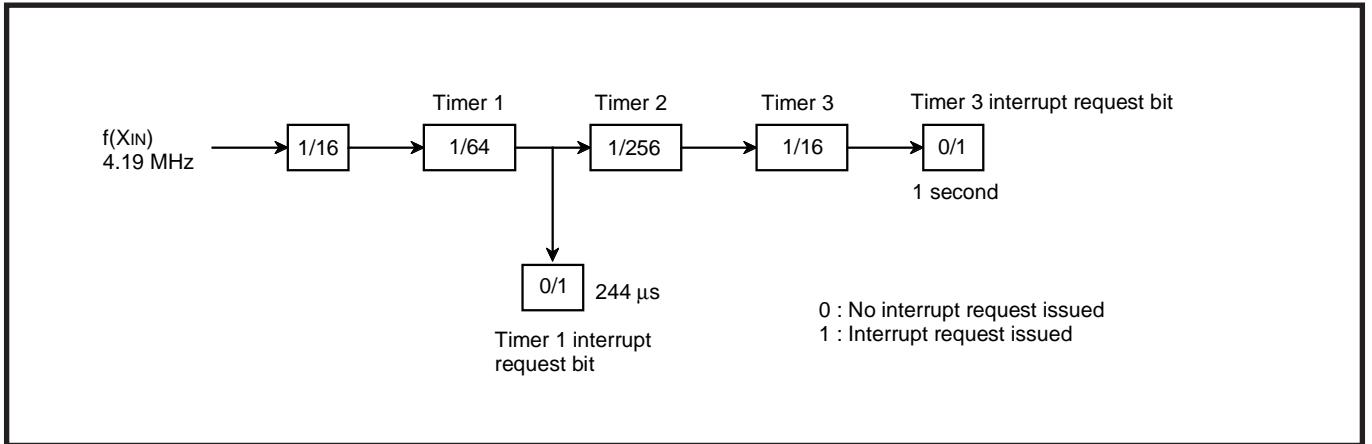 Timer 1
Timer 2
Timer 3
Timer 3 interrupt request bit
f(XIN)
4.19 MHz
1/16
1/64
1/256
1/16
0/1
1 second
0/1
244 μs
Timer 1 interrupt
request bit
0 : No interrupt request issued
1 : Interrupt request issued